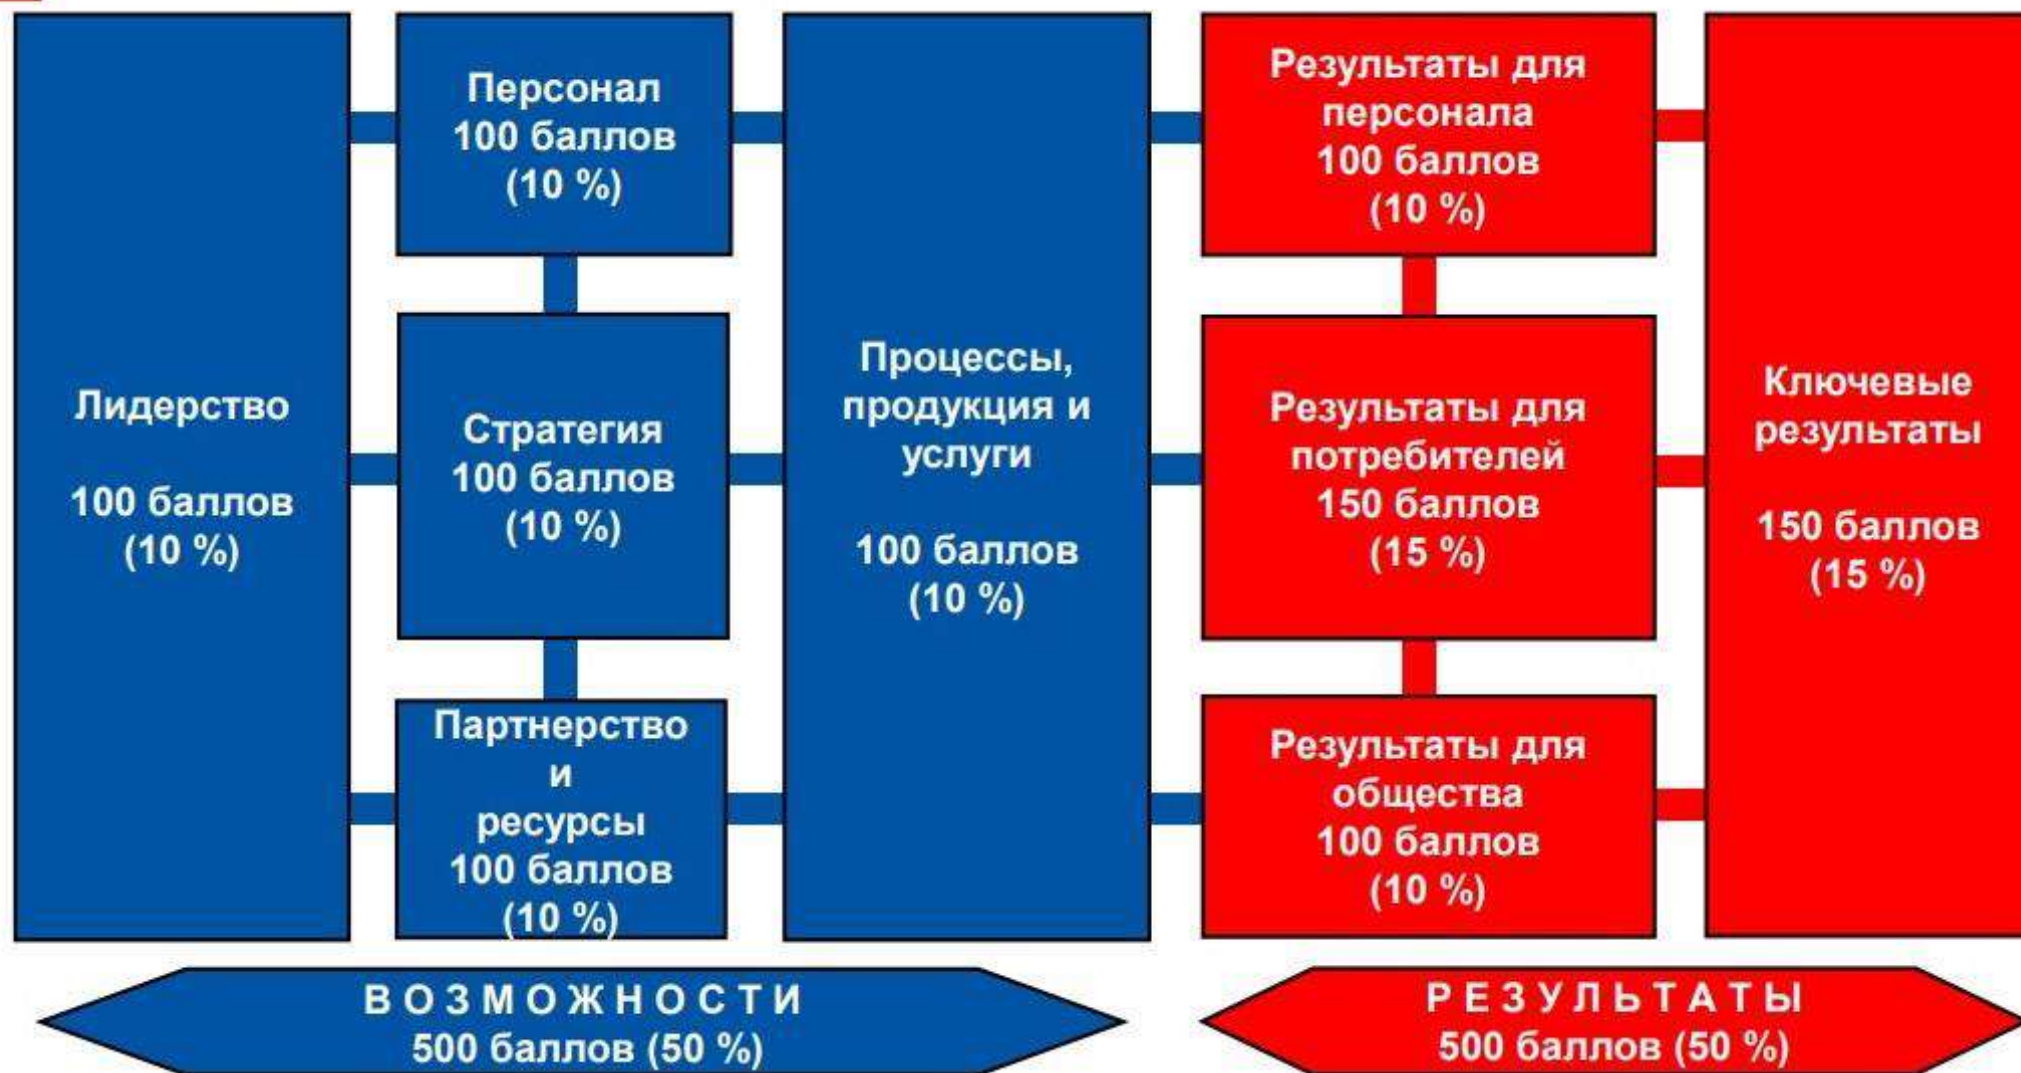 Лидерство
100 баллов
(10 %)
Персонал
100 баллов
(10 %)
Стратегия
100 баллов
(10 %)
Партнерство
и
ресурсы
100 баллов
(10 %)
Процессы,
продукция и
услуги
100 баллов
(10 %)
Результаты для
персонала
100 баллов
(10 %)
Результаты для
потребителей
150 баллов
(15 %)
Результаты для
общества
100 баллов
(10 %)
Ключевые
результаты
150 баллов
(15 %)
В О З М О Ж Н О С Т И
500 баллов (50 %)
Р Е З У Л Ь Т А Т Ы
500 баллов (50 %)